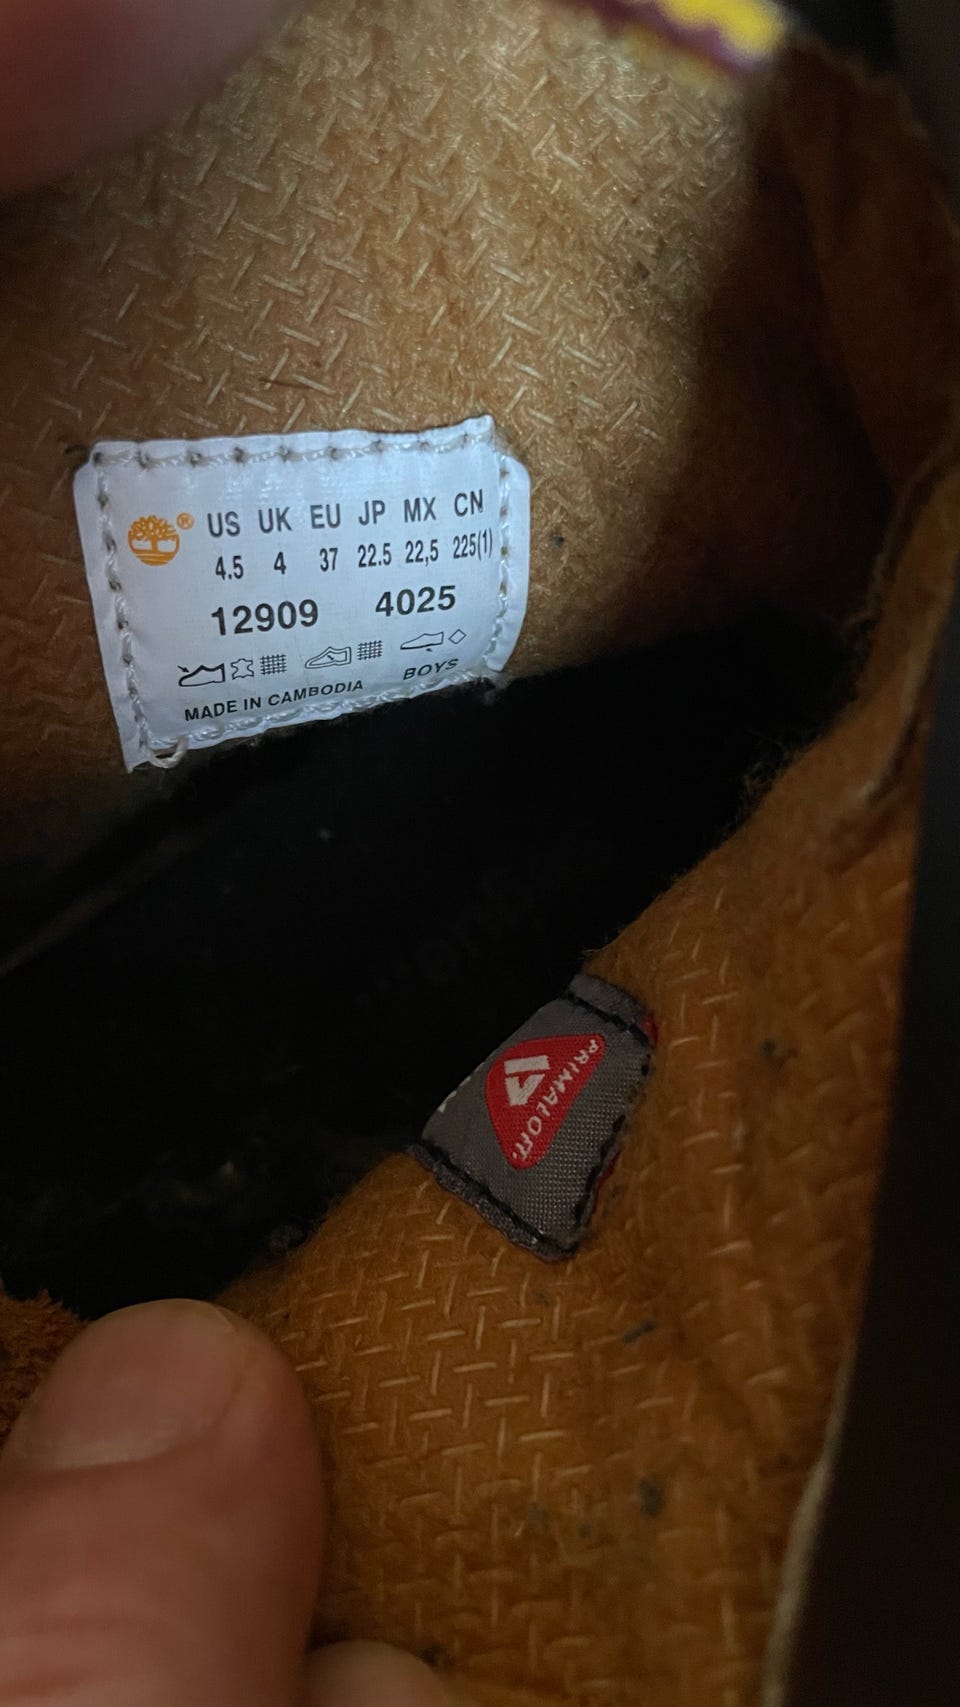 ® US UK EU JP MX CN
4.5 4 37 22.5 22,5 225(1)
12909 4025
BOYS
MADE IN CAMBODIA
PRIMALOFT.